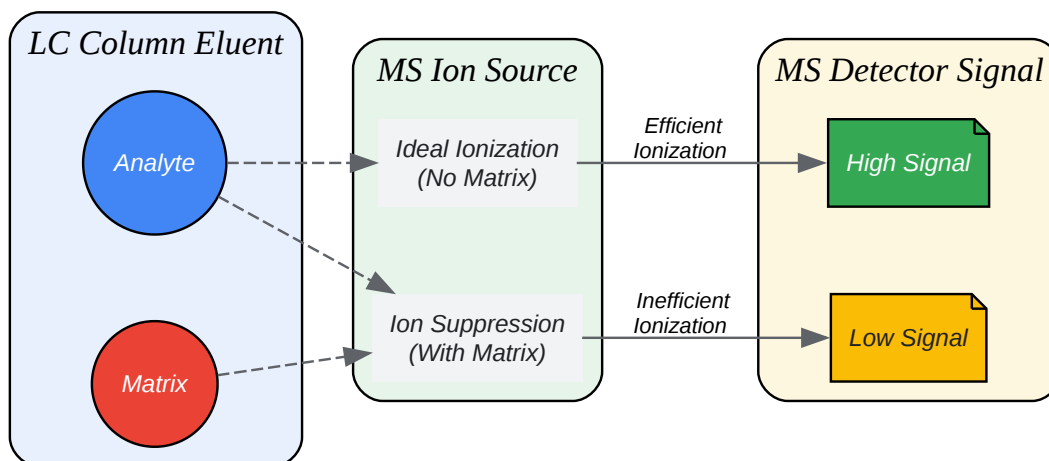 LC Column Eluent
Analyte
Matrix
MS Ion Source
Ideal Ionization
(No Matrix)
Ion Suppression
(With Matrix)
Efficient
Ionization
Inefficient
Ionization
MS Detector Signal
High Signal
Low Signal